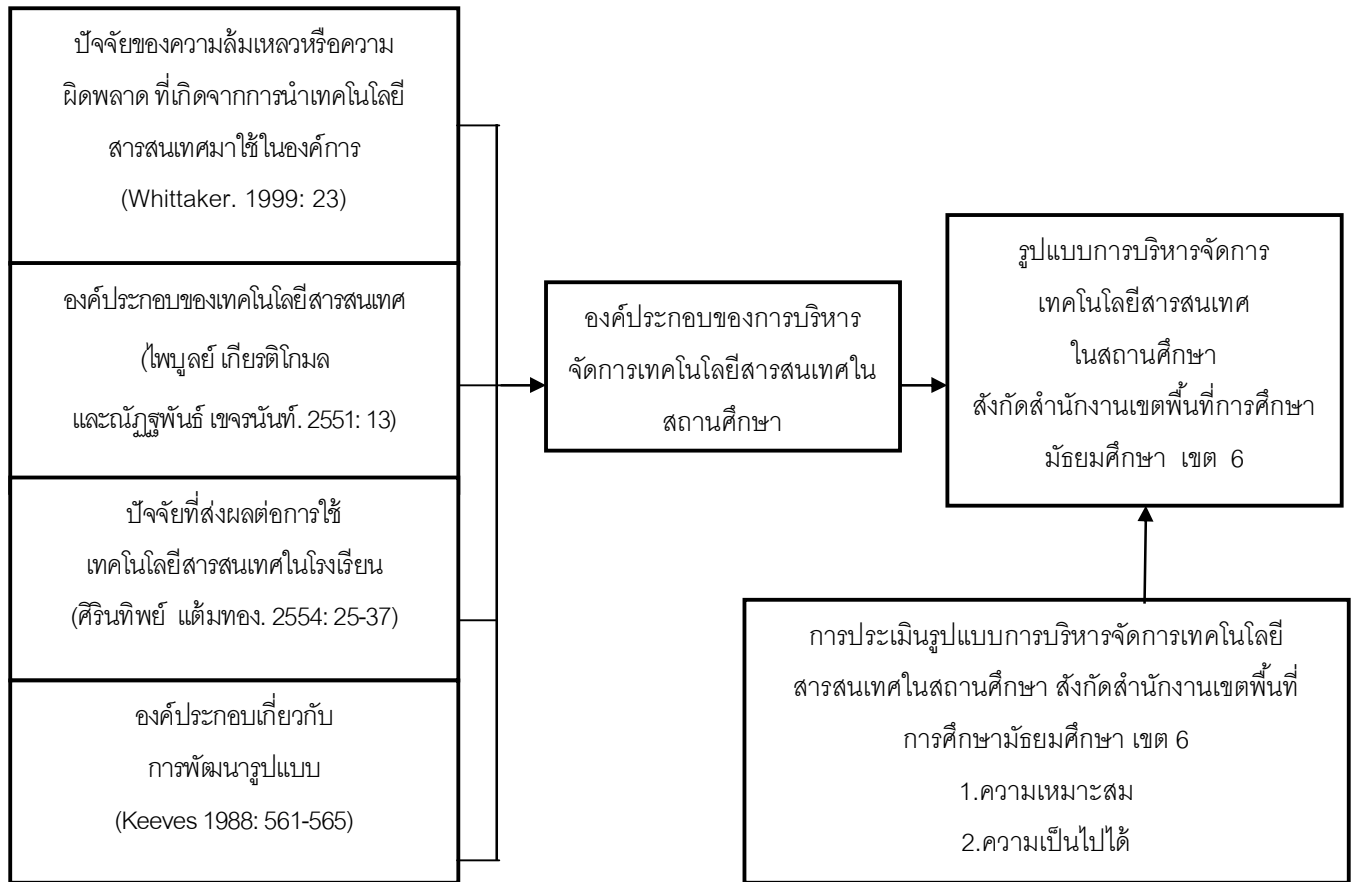 ปัจจัยของความล้มเหลวหรือความ
ผิดพลาด ที่เกิดจากการนำเทคโนโลยี
สารสนเทศมาใช้ในองค์การ
(Whittaker. 1999: 23)
องค์ประกอบของเทคโนโลยีสารสนเทศ
(ไพบูลย์ เกียรติโกมล
และณัฏฐพันธ์ เขจรนันท์. 2551: 13)
ปัจจัยที่ส่งผลต่อการใช้
เทคโนโลยีสารสนเทศในโรงเรียน
(ศิรินทิพย์ แต้มทอง. 2554: 25-37)
องค์ประกอบเกี่ยวกับ
การพัฒนารูปแบบ
(Keeves 1988: 561-565)
องค์ประกอบของการบริหาร
จัดการเทคโนโลยีสารสนเทศใน
สถานศึกษา
รูปแบบการบริหารจัดการ
เทคโนโลยีสารสนเทศ
ในสถานศึกษา
สังกัดสำนักงานเขตพื้นที่การศึกษา
มัธยมศึกษา เขต 6
การประเมินรูปแบบการบริหารจัดการเทคโนโลยี
สารสนเทศในสถานศึกษา สังกัดสำนักงานเขตพื้นที่
การศึกษามัธยมศึกษา เขต 6
1.ความเหมาะสม
2.ความเป็นไปได้